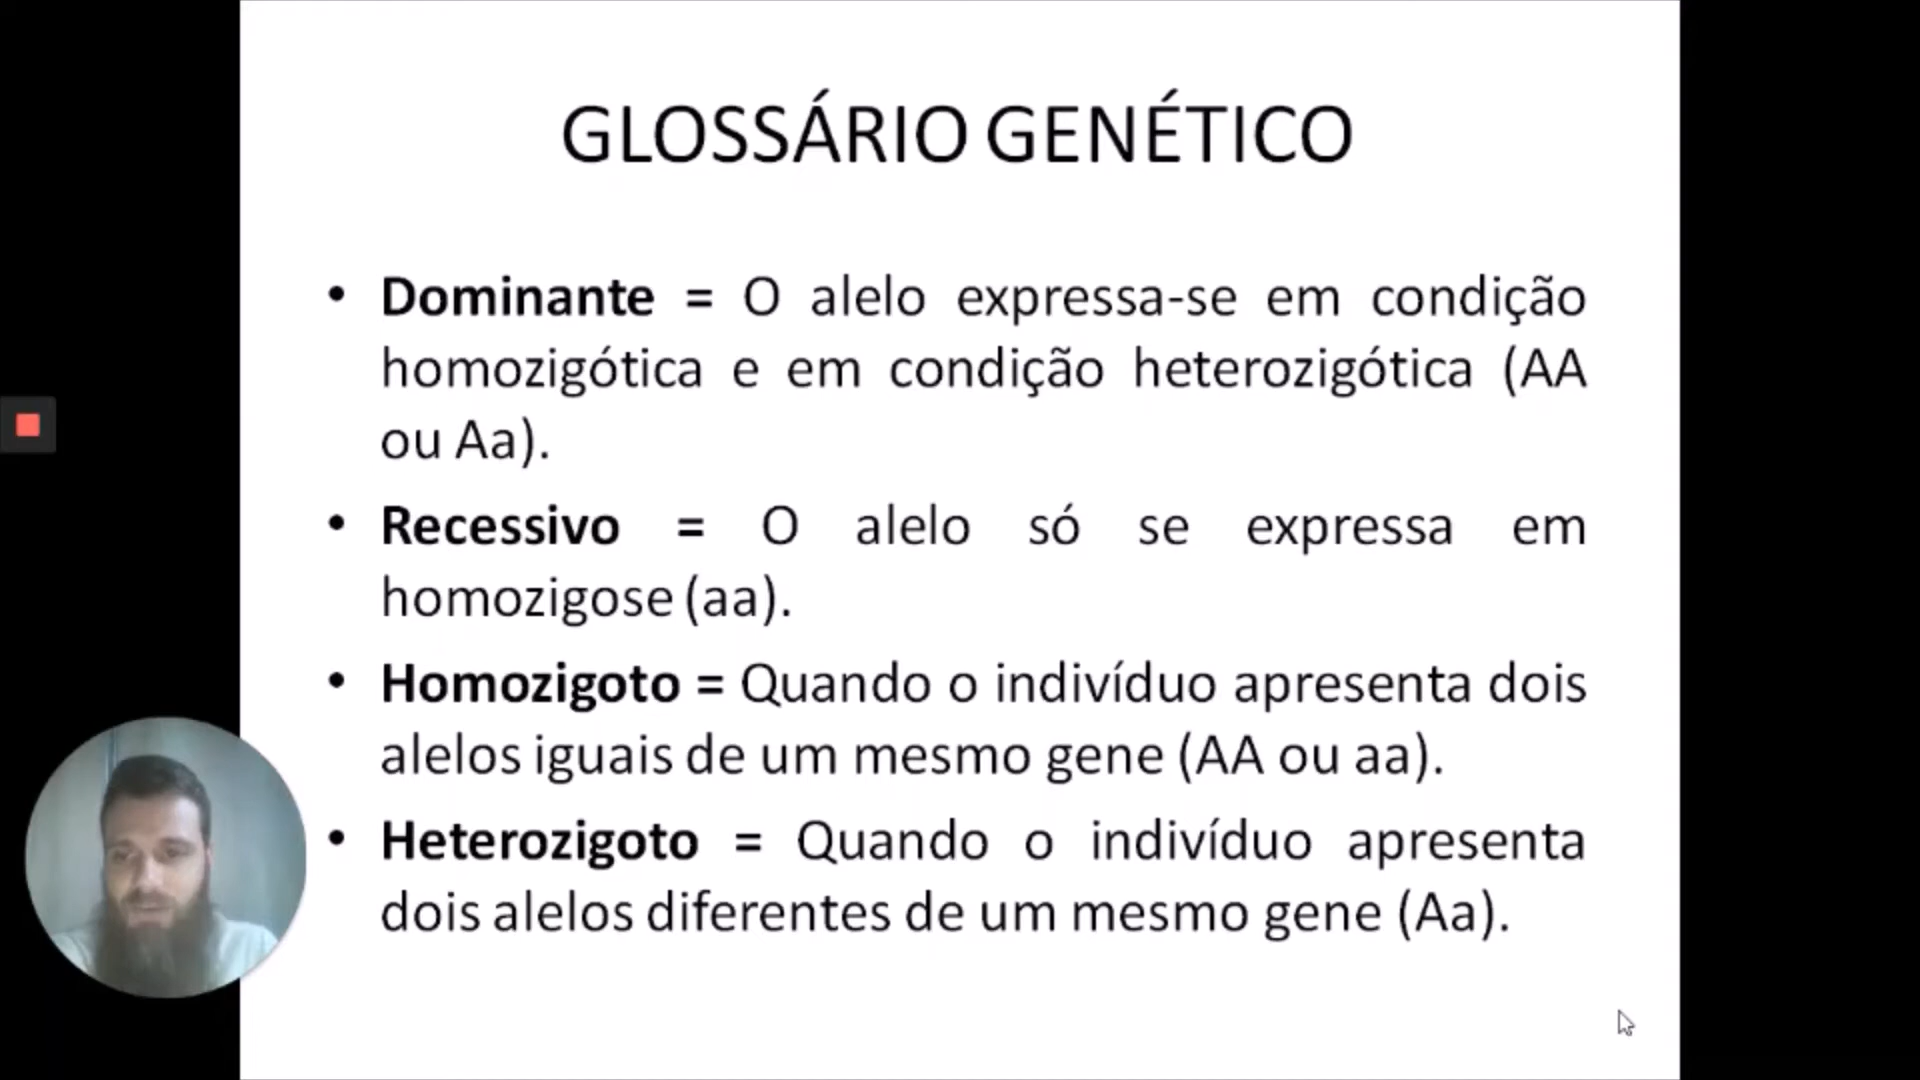 GLOSSÁRIO GENÉTICO
• Dominante = O alelo expressa-se em condição
homozigótica e em condição heterozigótica (AA
ou Aa).
• Recessivo = O alelo só se expressa em
homozigose (aa).
• Homozigoto = Quando o indivíduo apresenta dois
alelos iguais de um mesmo gene (AA ou aa).
• Heterozigoto = Quando o indivíduo apresenta
dois alelos diferentes de um mesmo gene (Aa).